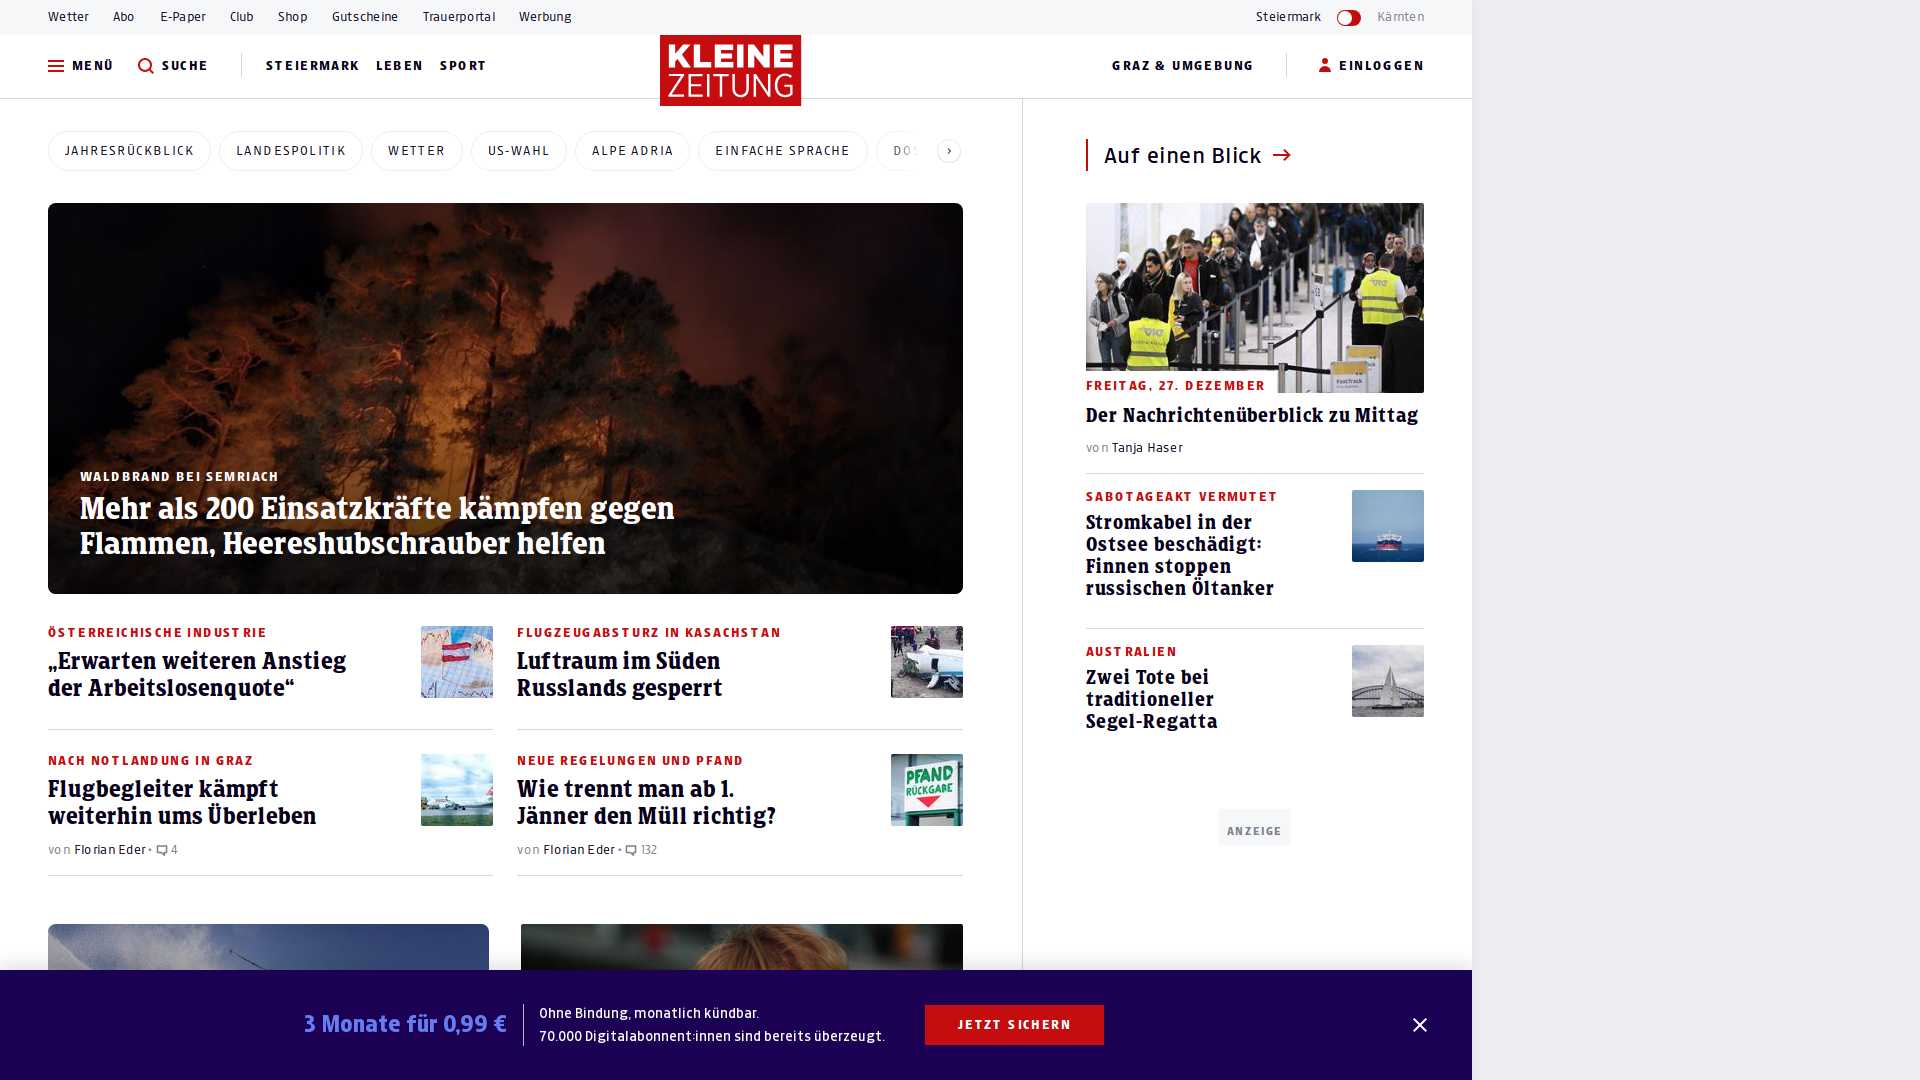 Wetter Abo E-Paper Club Shop Gutscheine Trauerportal Werbung Steiermark Kärnten
MENÜ SUCHE STEIERMARK LEBEN SPORT KLEINE ZEITUNG GRAZ & UMGEBUNG EINLOGGEN
JAHRESRÜCKBLICK LANDESPOLITIK WETTER US-WAHL ALPE ADRIA EINFACHE SPRACHE
WALDBRAND BEI SEMRIACH
Mehr als 200 Einsatzkräfte kämpfen gegen
Flammen, Heereshubschrauber helfen
ÖSTERREICHISCHE INDUSTRIE
„Erwarten weiteren Anstieg
der Arbeitslosenquote“
FLUGZEUGABSTURZ IN KASACHSTAN
Luftraum im Süden
Russlands gesperrt
NACH NOTLANDUNG IN GRAZ
Flugbegleiter kämpft
weiterhin ums Überleben
von Florian Eder • 4
NEUE REGELUNGEN UND PFAND
Wie trennt man ab 1.
Jänner den Müll richtig?
von Florian Eder • 132
PFAND
RÜCKGABE
Auf einen Blick
FREITAG, 27. DEZEMBER
Der Nachrichtenüberblick zu Mittag
von Tanja Haser
SABOTAGEAKT VERMUTET
Stromkabel in der
Ostsee beschädigt:
Finnen stoppen
russischen Öltanker
AUSTRALIEN
Zwei Tote bei
traditioneller
Segel-Regatta
ANZEIGE
3 Monate für 0,99 €
Ohne Bindung, monatlich kündbar.
70.000 Digitalabonnent:innen sind bereits überzeugt.
JETZT SICHERN